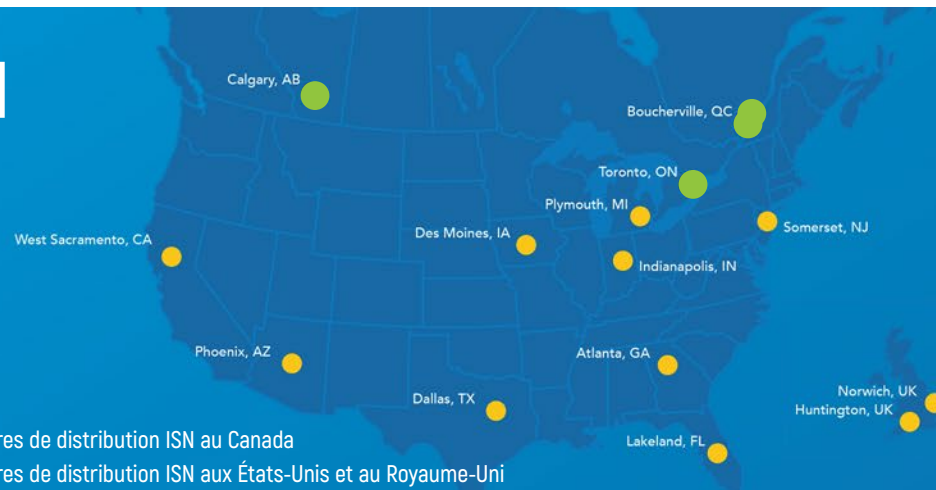 Calgary, AB
Boucherville, QC
Toronto, ON
Plymouth, MI
Somerset, NJ
Des Moines, IA
West Sacramento, CA
Indianapolis, IN
Phoenix, AZ
Atlanta, GA
Norwich, UK
Dallas, TX
Huntington, UK
Lakeland, FL
de distribution ISN au Canada
de distribution ISN aux États-Unis et au Royaume-Uni